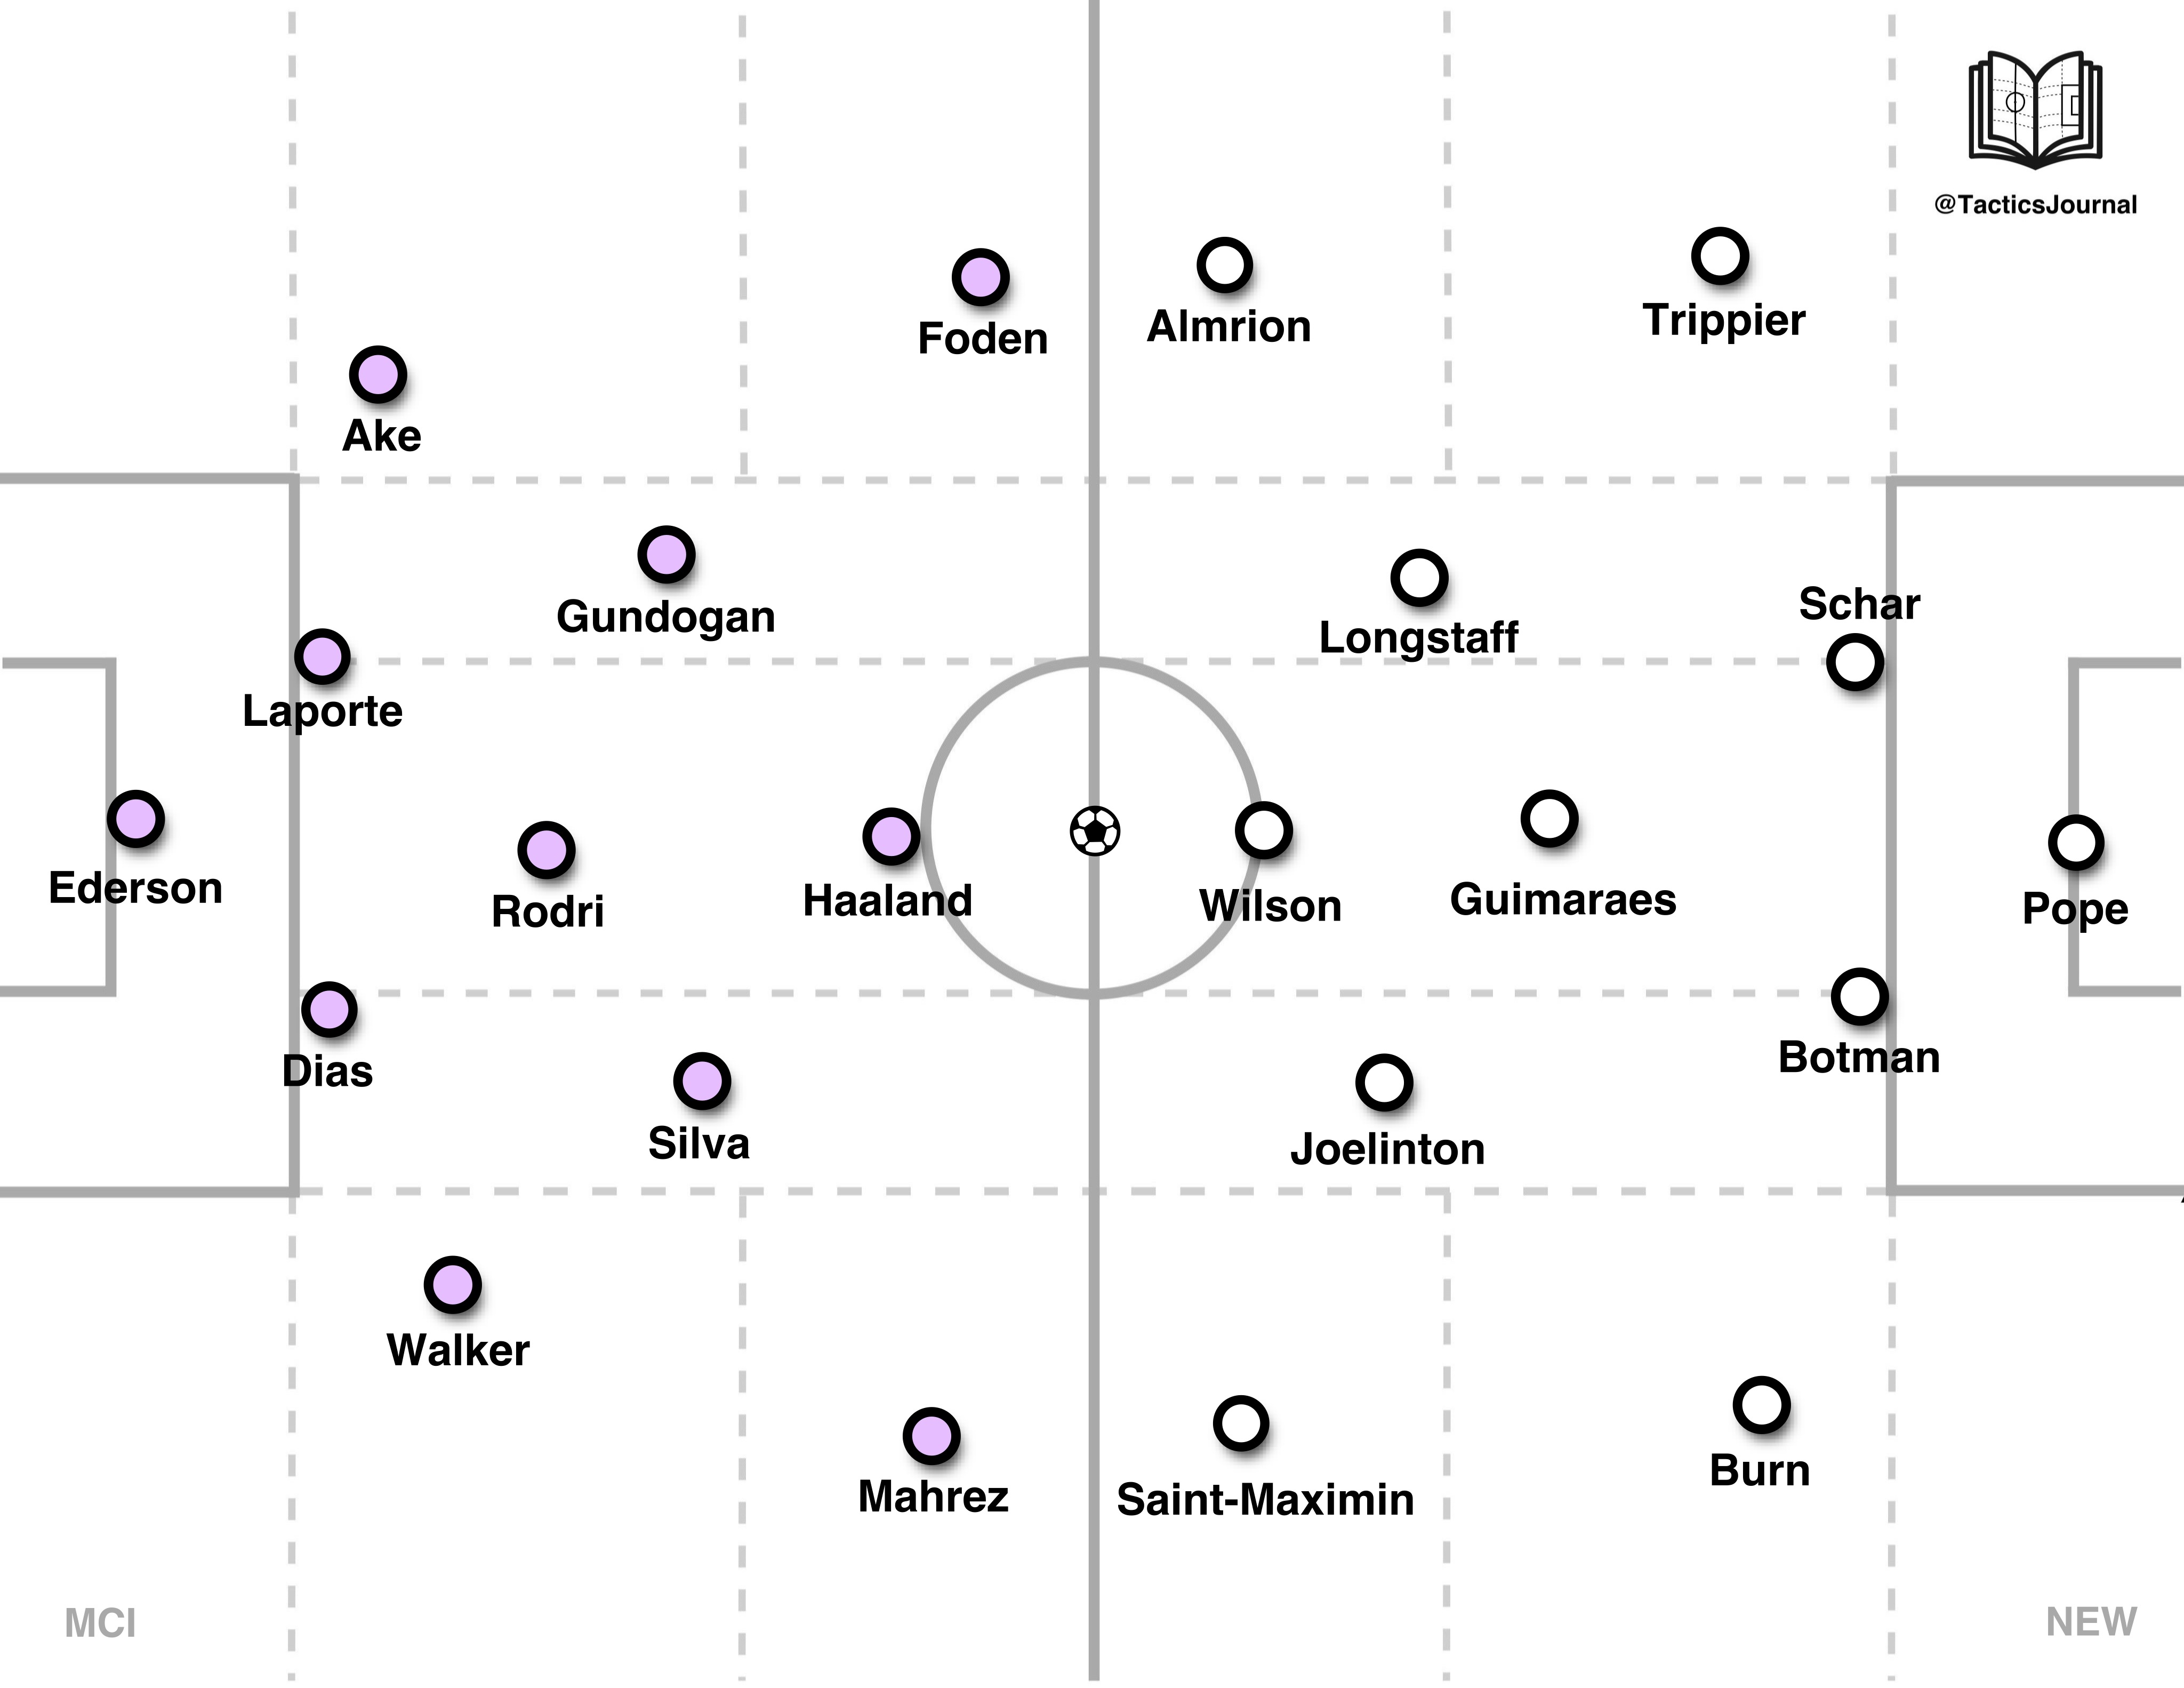 @TacticsJournal
Foden
Almrion
Trippier
Ake
Gundogan
Longstaff
Schar
Laporte
Ederson
Rodri
Haaland
Wilson
Guimaraes
Pope
Dias
Silva
Joelinton
Botman
Walker
Mahrez
Saint-Maximin
Burn
MCI
NEW